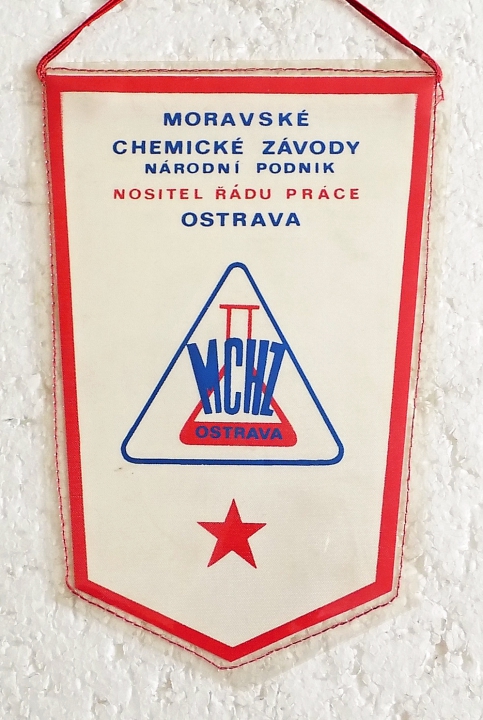 MORAVSKÉ
CHEMICKÉ ZÁVODY
NÁRODNÍ PODNIK
NOSITEL ŘÁDU PRÁCE
OSTRAVA
MCHZ
OSTRAVA